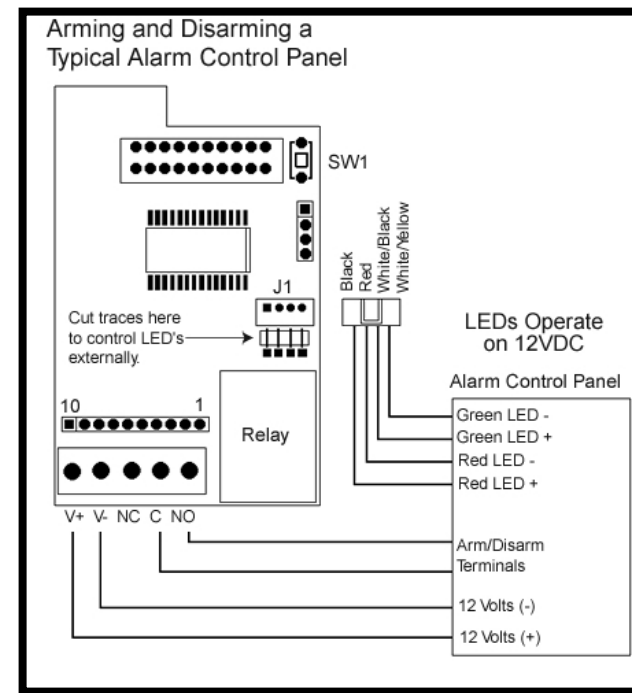 Arming and Disarming a
Typical Alarm Control Panel
SW1
J1
Cut traces here
to control LED's
externally.
Black
Red
White/Black
White/Yellow
LEDs Operate
on 12VDC
Alarm Control Panel
Green LED -
Green LED +
Red LED -
Red LED +
10 1
Relay
V+ V- NC C NO
Arm/Disarm
Terminals
12 Volts (-)
12 Volts (+)